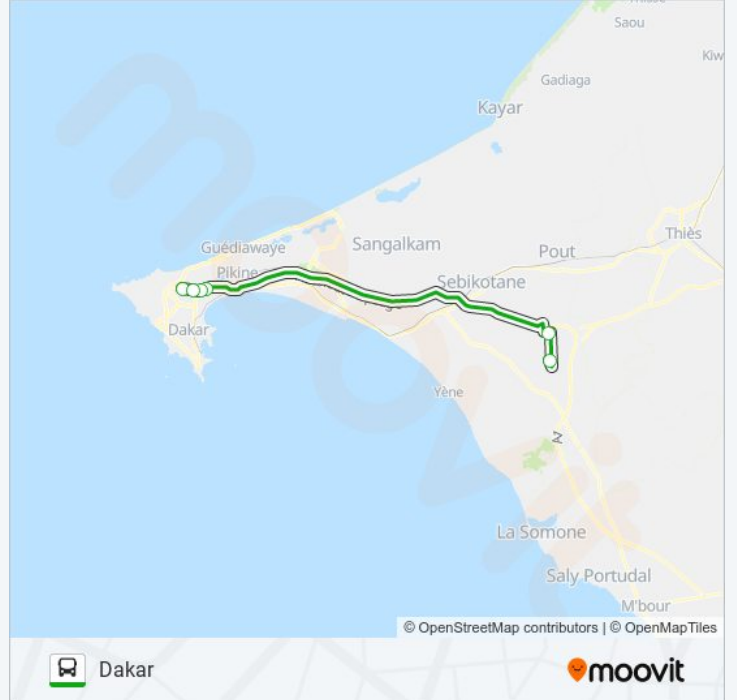 Saou
Kiw
Gadiaga
Kayar
Guédiawaye
Sangalkam
Thiès
Pikine
Pout
Sebikotane
Dakar
Yène
La Somone
Saly Portudal
M'bour
© OpenStreetMap contributors | © OpenMapTiles
Dakar
moovit